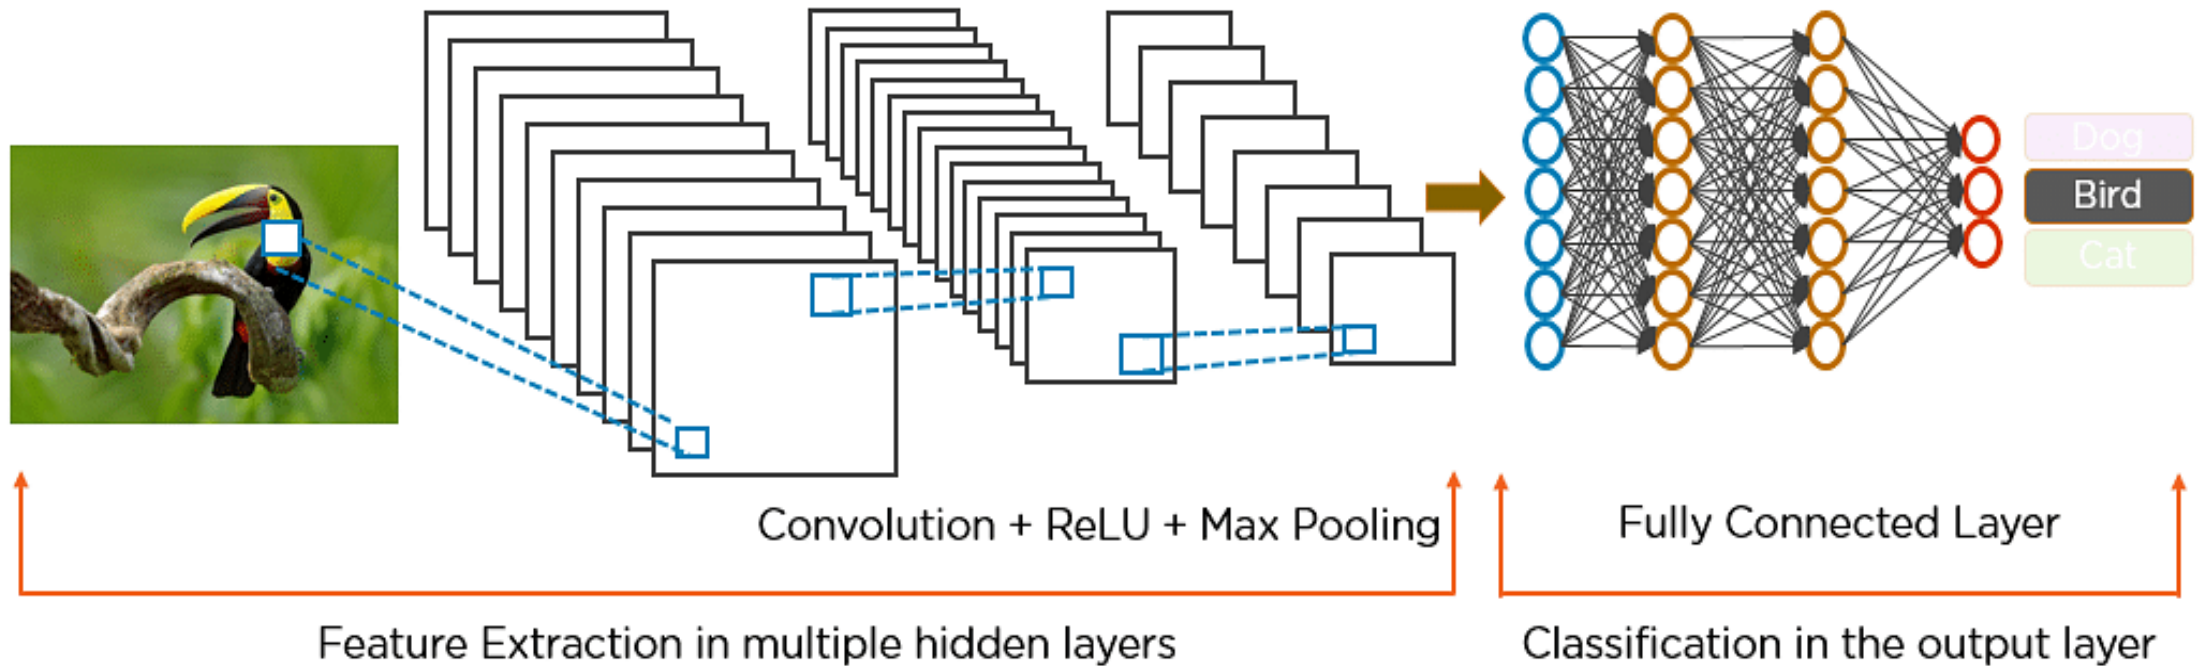 Dog
Bird
Cat
Convolution + ReLU + Max Pooling
Fully Connected Layer
Feature Extraction in multiple hidden layers
Classification in the output layer